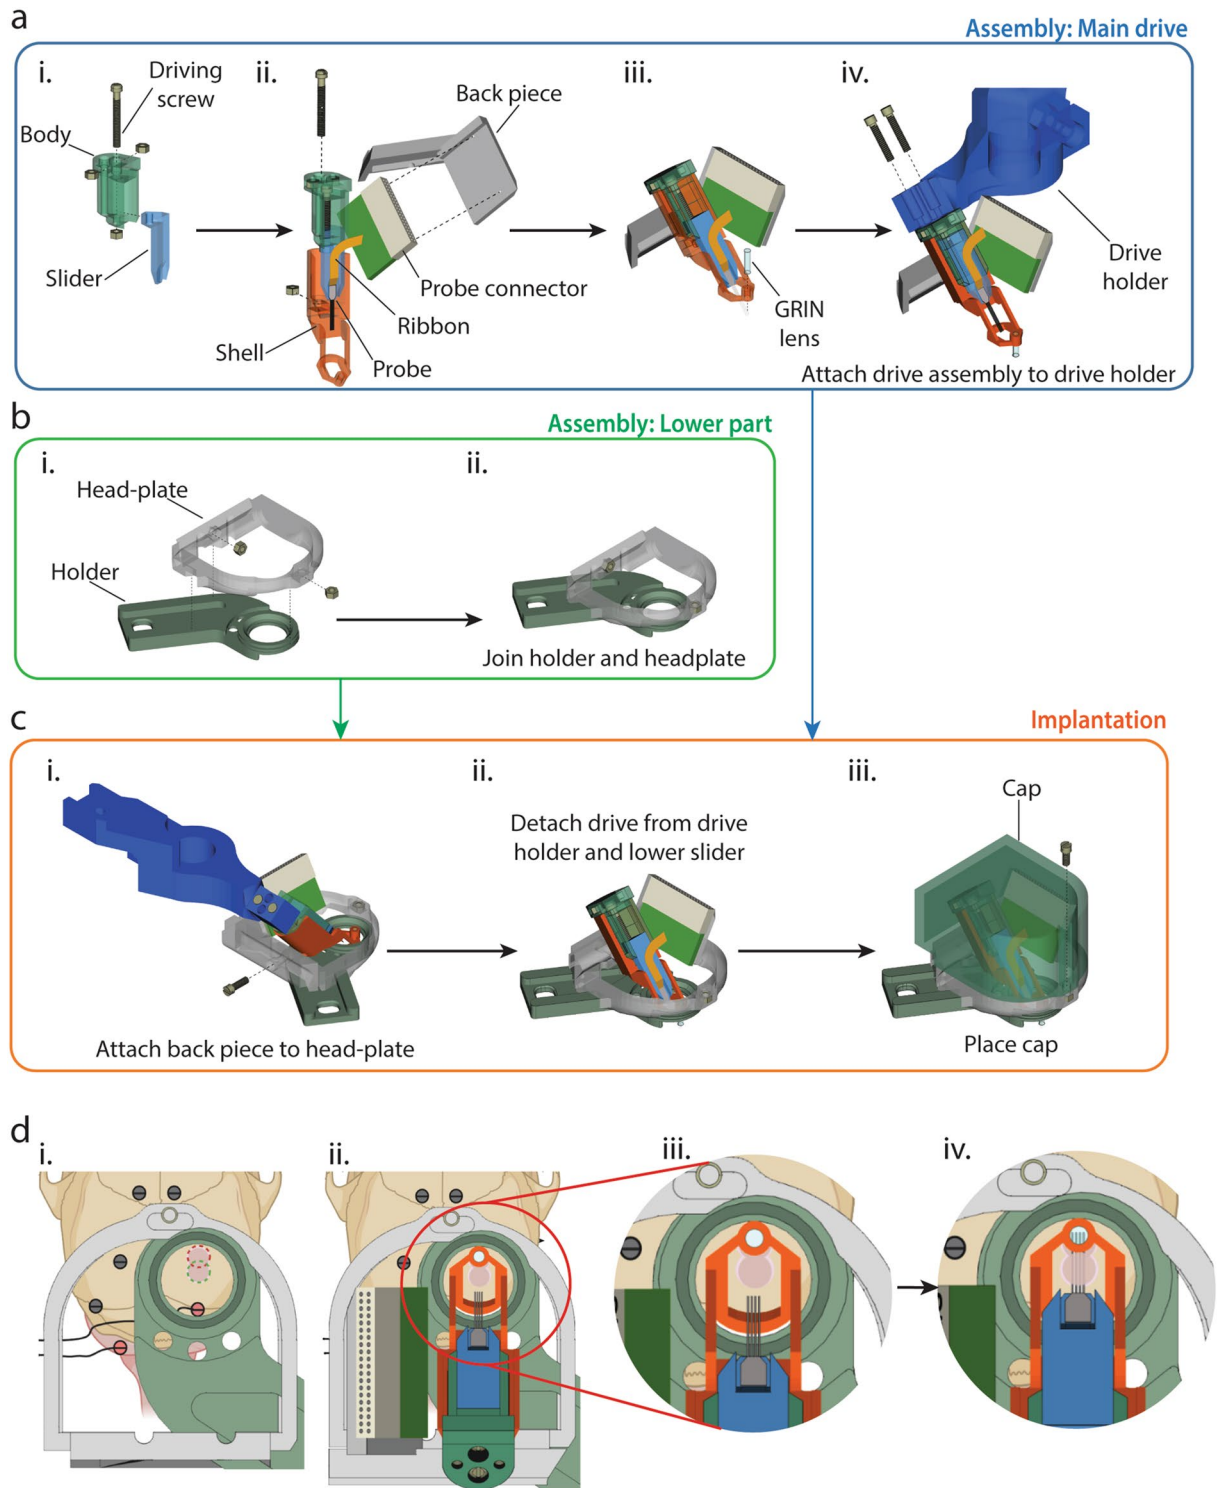 a
Assembly: Main drive
i.
Driving
screw
Body
Slider
ii.
Back piece
Probe connector
Ribbon
Shell
Probe
iii.
GRIN
lens
iv.
Drive
holder
Attach drive assembly to drive holder
b
Assembly: Lower part
i.
Head-plate
Holder
ii.
Join holder and headplate
c
Implantation
i.
Attach back piece to head-plate
ii.
Detach drive from drive
holder and lower slider
iii.
Cap
Place cap
d
i.
ii.
iii.
iv.